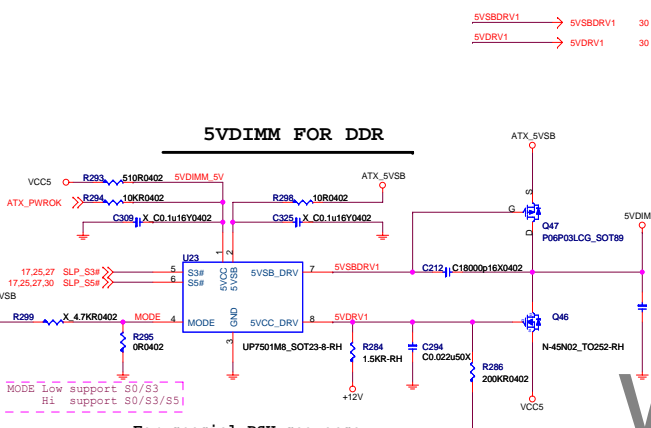 5VSBDRV1 5VSBDRV1 30
5VDRV1 5VDRV1 30
5VDIMM FOR DDR
ATX_5VSB
VCC5 R293 510R0402 5VDIMM_5V ATX_5VSB
ATX_PWROK R294 10KR0402 R298 10R0402
C309 X_C0.1u16Y0402 C325 X_C0.1u16Y0402
S
G
Q47
D
P06P03LCG_SOT89
5VDIM
1 2
U23
5VCC 5VSB
17,25,27 SLP_S3# 5 S3# 5VSB_DRV 7 5VSBDRV1 C212 C18000p16X0402
17,25,27,30 SLP_S5# 6 S5#
VSB
R299 X_4.7KR0402 MODE 4 MODE GND 5VCC_DRV 8 5VDRV1 Q46
3
R295
0R0402
UP7501M8_SOT23-8-RH
R284
1.5KR-RH
C294
C0.022u50X
N-45N02_TO252-RH
R286
200KR0402
+12V
VCC5
MODE Low support S0/S3
Hi support S0/S3/S5